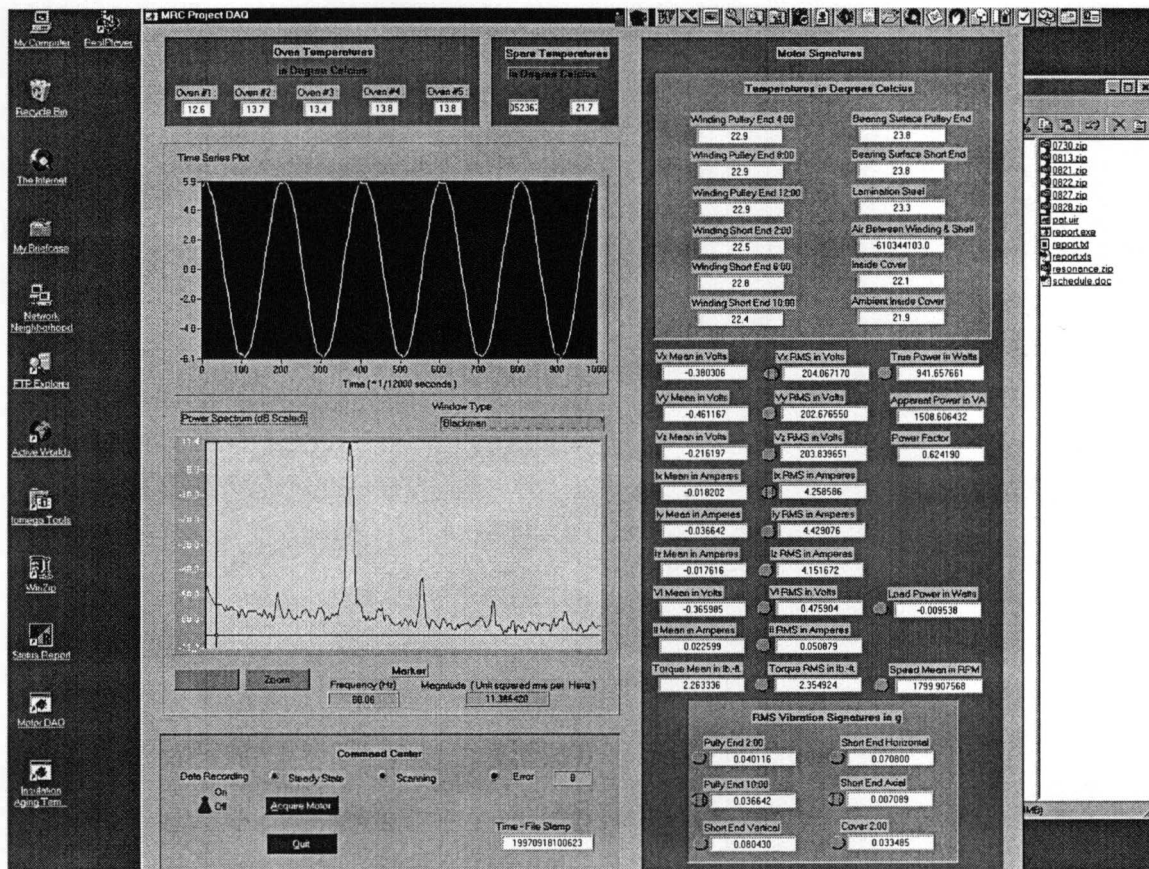 My Computer
RealPlayer
Recycle Bin
The Internet
My Briefcase
Network
Neighborhood
FTP Explorer
Active Worlds
Iomega Tools
WinZip
Status Report
Motor DAQ
Insulation
Aging Tem...
MRC Project DAQ
Oven Temperatures
in Degree Celcius
Oven #1: Oven #2: Oven #3: Oven #4: Oven #5:
12.6 13.7 13.4 13.8 13.8
Spare Temperatures
in Degree Celcius
21.7
Time Series Plot
5.9
4.0
2.0
0.0
-2.0
-4.0
-6.1
0 100 200 300 400 500 600 700 800 900 1000
Time (~1/12000 seconds)
Power Spectrum (dB Scaled)
Window Type
Blackman
11.4
Zoom
Marker
Frequency (Hz)
60.06
Magnitude (Unit squared rms per Hertz)
11.386420
Command Center
Data Recording
On
Off
Steady State
Scanning
Error
0
Acquire Motor
Quit
Time - File Stamp
19970918100623
Motor Signatures
Temperatures in Degrees Celcius
Winding Pulley End 4:00
22.9
Winding Pulley End 8:00
22.9
Winding Pulley End 12:00
22.9
Winding Short End 2:00
22.5
Winding Short End 6:00
22.8
Winding Short End 10:00
22.4
Bearing Surface Pulley End
23.8
Bearing Surface Short End
23.8
Lamination Steel
23.3
Air Between Winding & Shell
-610344103.0
Inside Cover
22.1
Ambient Inside Cover
21.9
Vx Mean in Volts Vx RMS in Volts True Power in Watts
-0.380306 204.067170 941.657661
Vy Mean in Volts Vy RMS in Volts Apparent Power in VA
-0.461167 202.676550 1508.606432
Vz Mean in Volts Vz RMS in Volts Power Factor
-0.216197 203.839651 0.624190
Ix Mean in Amperes Ix RMS in Amperes
-0.018202 4.258586
Iy Mean in Amperes Iy RMS in Amperes
-0.036642 4.429076
Iz Mean in Amperes Iz RMS in Amperes
-0.017616 4.151672
Vl Mean in Volts Vl RMS in Volts Load Power in Watts
-0.365985 0.475904 -0.009538
Il Mean in Amperes Il RMS in Amperes
0.022599 0.050879
Torque Mean in lb.-ft. Torque RMS in lb.-ft. Speed Mean in RPM
2.263336 2.354924 1799.907568
RMS Vibration Signatures in g
Pully End 2:00 Short End Horizontal
0.040116 0.070800
Pully End 10:00 Short End Axial
0.036642 0.007089
Short End Vertical Cover 2:00
0.080430 0.033485
0730.zip
0813.zip
0821.zip
0822.zip
0827.zip
0828.zip
pat.uir
report.exe
report.txt
report.xls
resonance.zip
schedule.doc